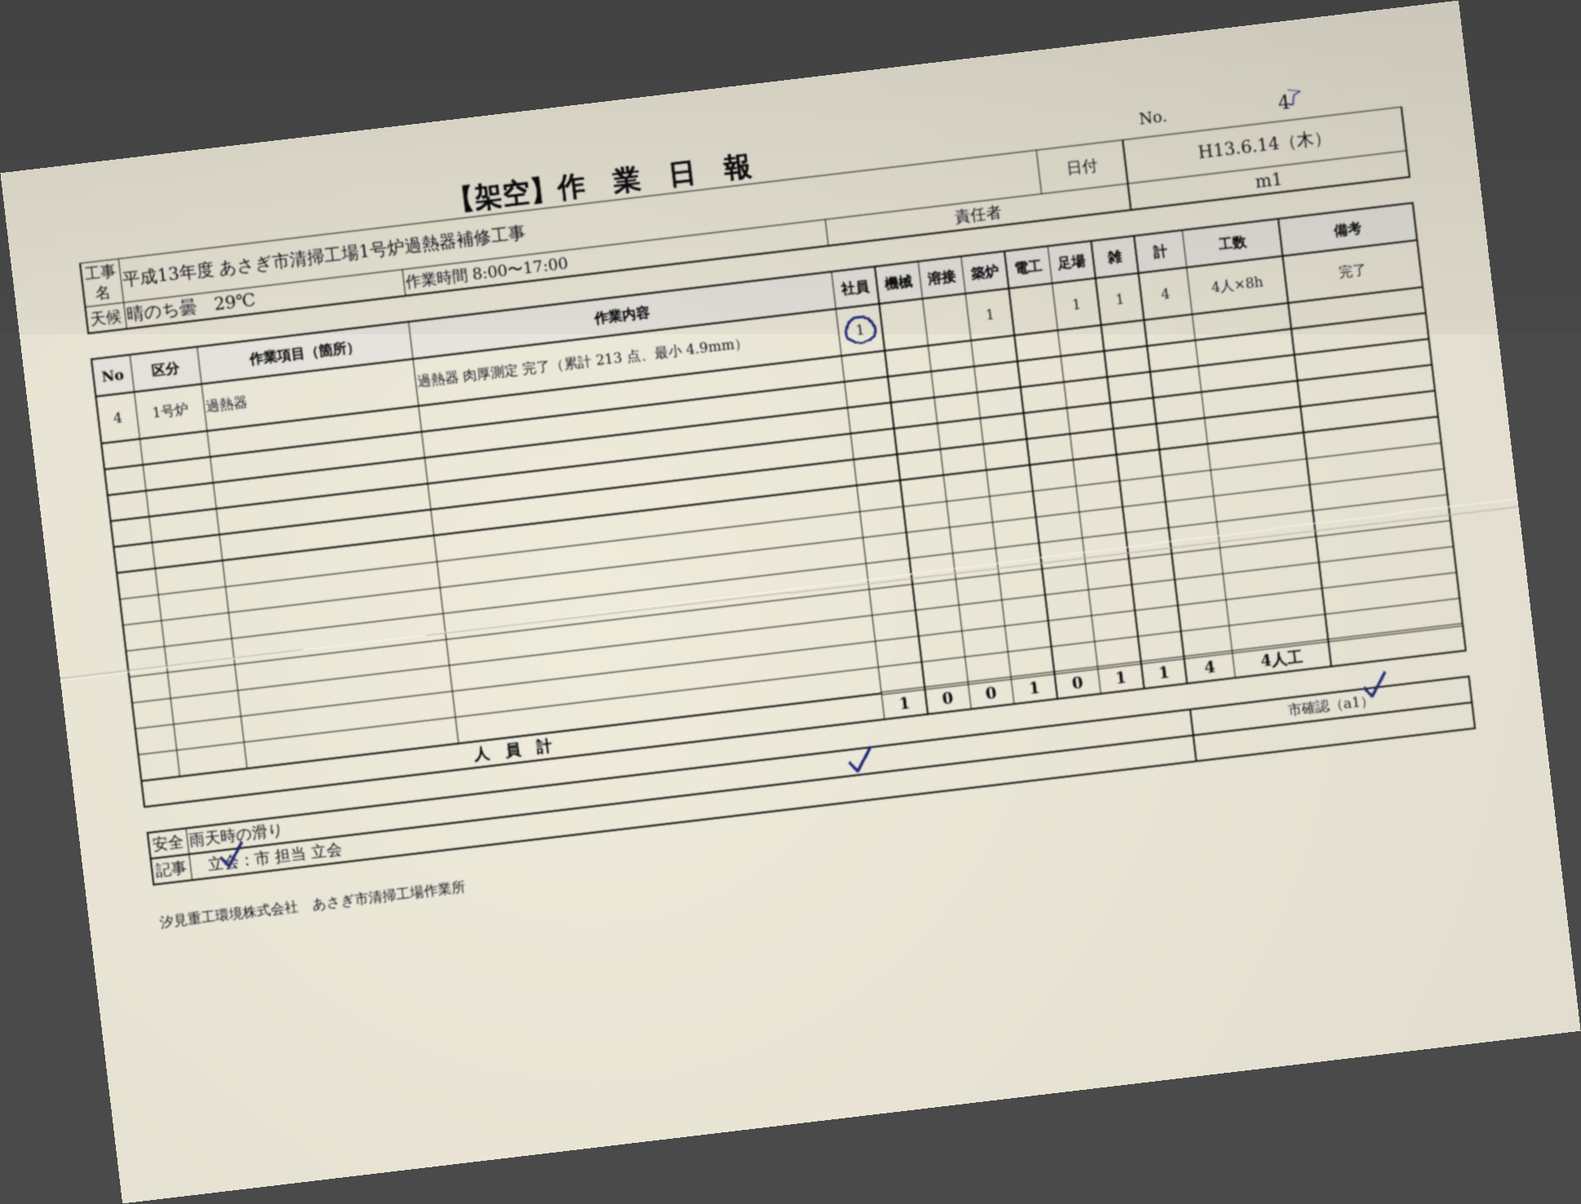 No. 4
【架空】作 業 日 報
工事名 平成13年度 あさぎ市清掃工場1号炉過熱器補修工事 日付 H13.6.14（木）
天候 晴のち曇 29℃ 作業時間 8:00〜17:00 責任者 m1
No 区分 作業項目（箇所） 作業内容 社員 機械 溶接 築炉 電工 足場 雑 計 工数 備考
4 1号炉 過熱器 過熱器 肉厚測定 完了（累計 213 点、最小 4.9mm） 1 1 1 1 4 4人×8h 完了
人 員 計 1 0 0 1 0 1 1 4 4人工
安全 雨天時の滑り 市確認（a1）
記事 立会：市 担当 立会
汐見重工環境株式会社 あさぎ市清掃工場作業所